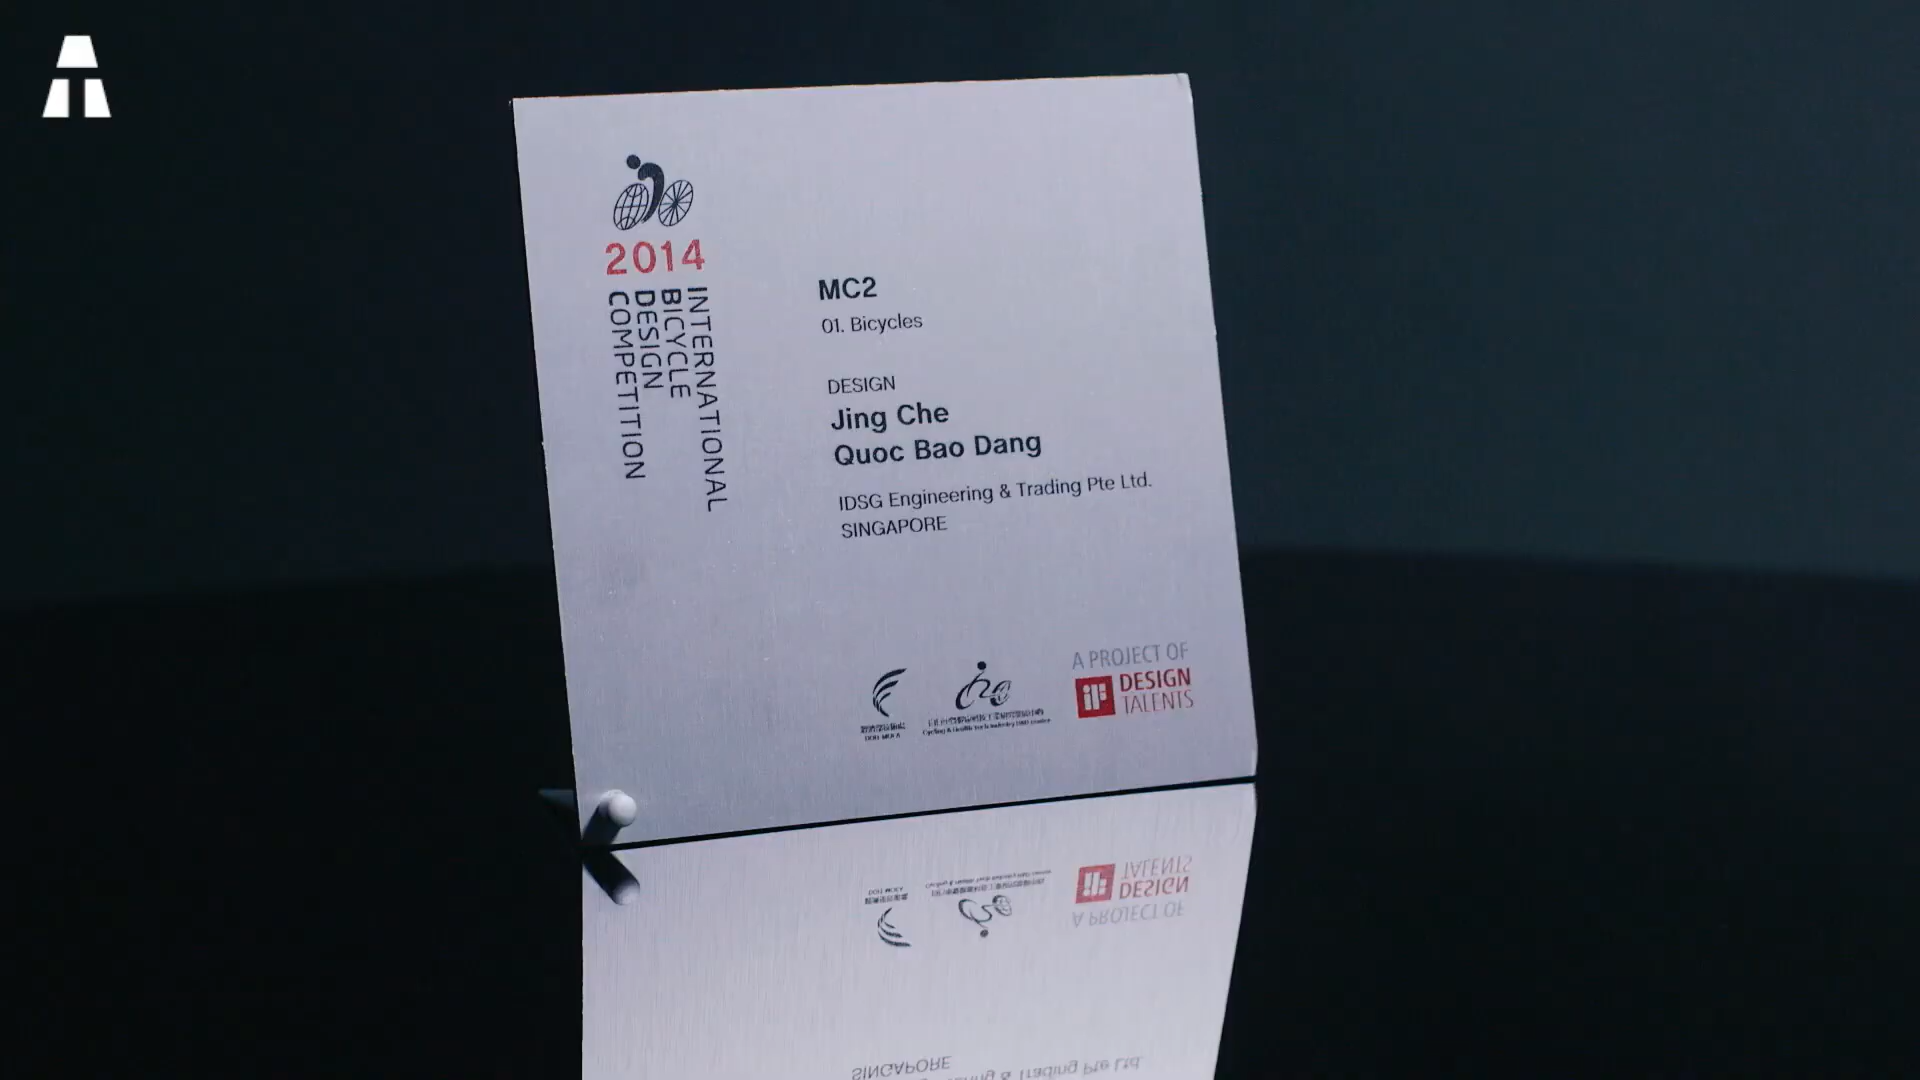 2014
INTERNATIONAL
BICYCLE
DESIGN
COMPETITION
MC2
01. Bicycles
DESIGN
Jing Che
Quoc Bao Dang
IDSG Engineering & Trading Pte Ltd.
SINGAPORE
A PROJECT OF
iF DESIGN
TALENTS